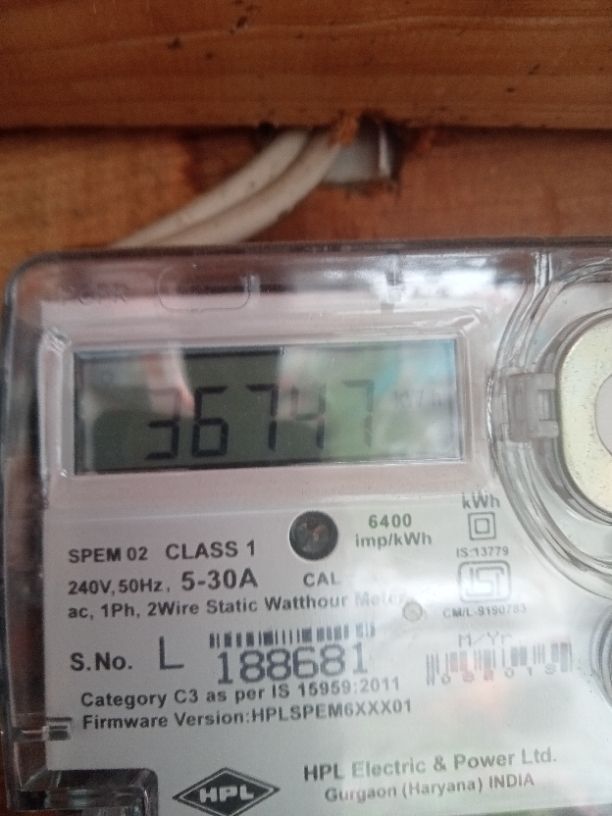 36747 kWh
6400
imp/kWh
kWh
IS:13779
SPEM 02 CLASS 1
240V, 50Hz, 5-30A CAL
ac, 1Ph, 2Wire Static Watthour Meter
CM/L-9190783
S.No. L 188681
M/Yr
Category C3 as per IS 15959:2011
Firmware Version:HPLSPEM6XXX01
HPL
HPL Electric & Power Ltd.
Gurgaon (Haryana) INDIA